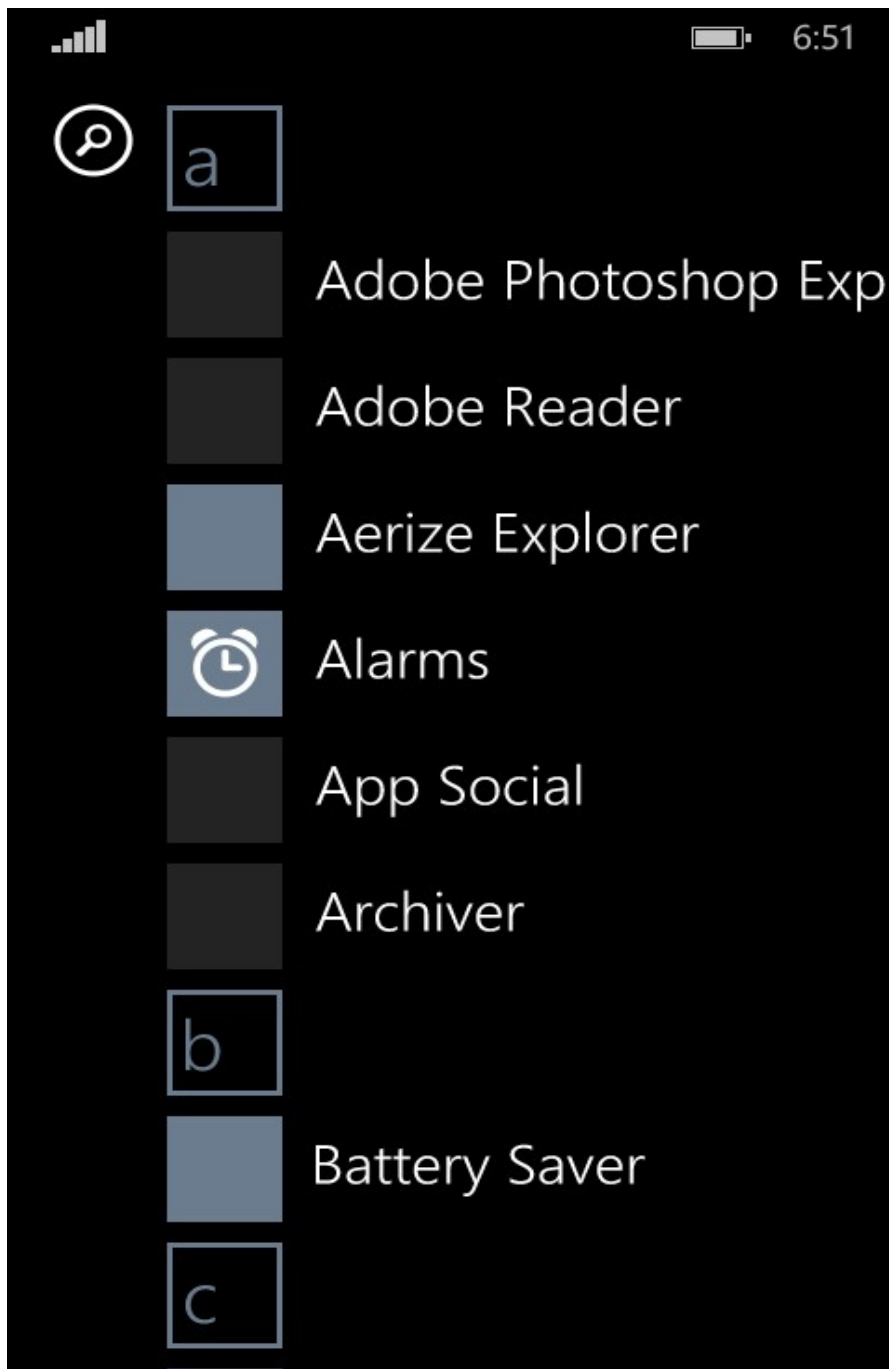 6:51
a
Adobe Photoshop Exp
Adobe Reader
Aerize Explorer
Alarms
App Social
Archiver
b
Battery Saver
c